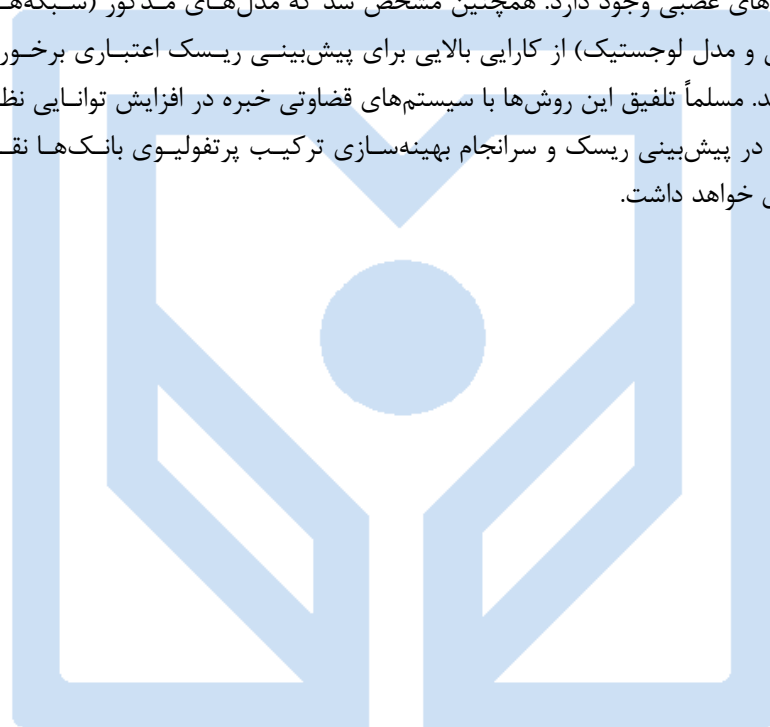 های عصبی وجود دارد. همچنین مشخص شد که مدل‌های مذکور (شبکه‌ه
و مدل لوجستیک) از کارایی بالایی برای پیش‌بینی ریسک اعتباری برخور
ند. مسلماً تلفیق این روش‌ها با سیستم‌های قضاوتی خبره در افزایش توانایی نظ
در پیش‌بینی ریسک و سرانجام بهینه‌سازی ترکیب پرتفولیوی بانک‌ها نقـ
خواهد داشت.